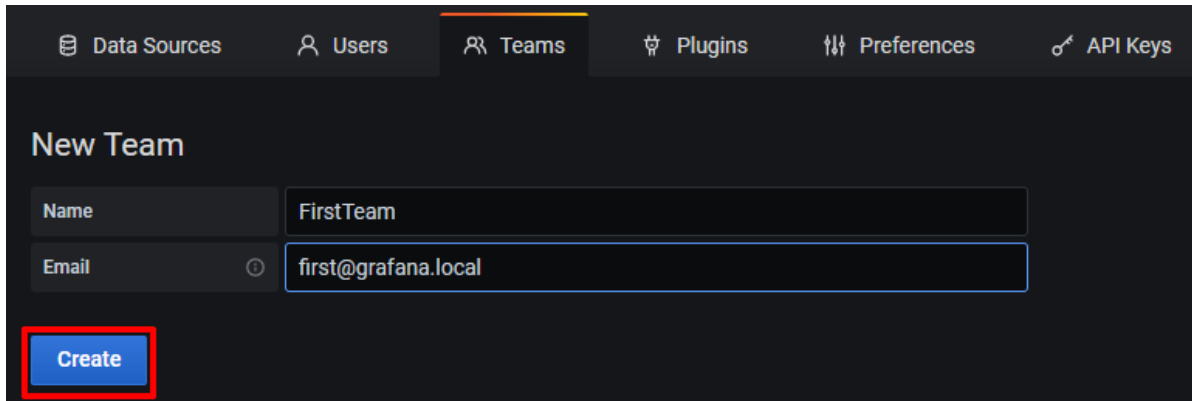 Data Sources Users Teams Plugins Preferences API Keys
New Team
Name FirstTeam
Email first@grafana.local
Create